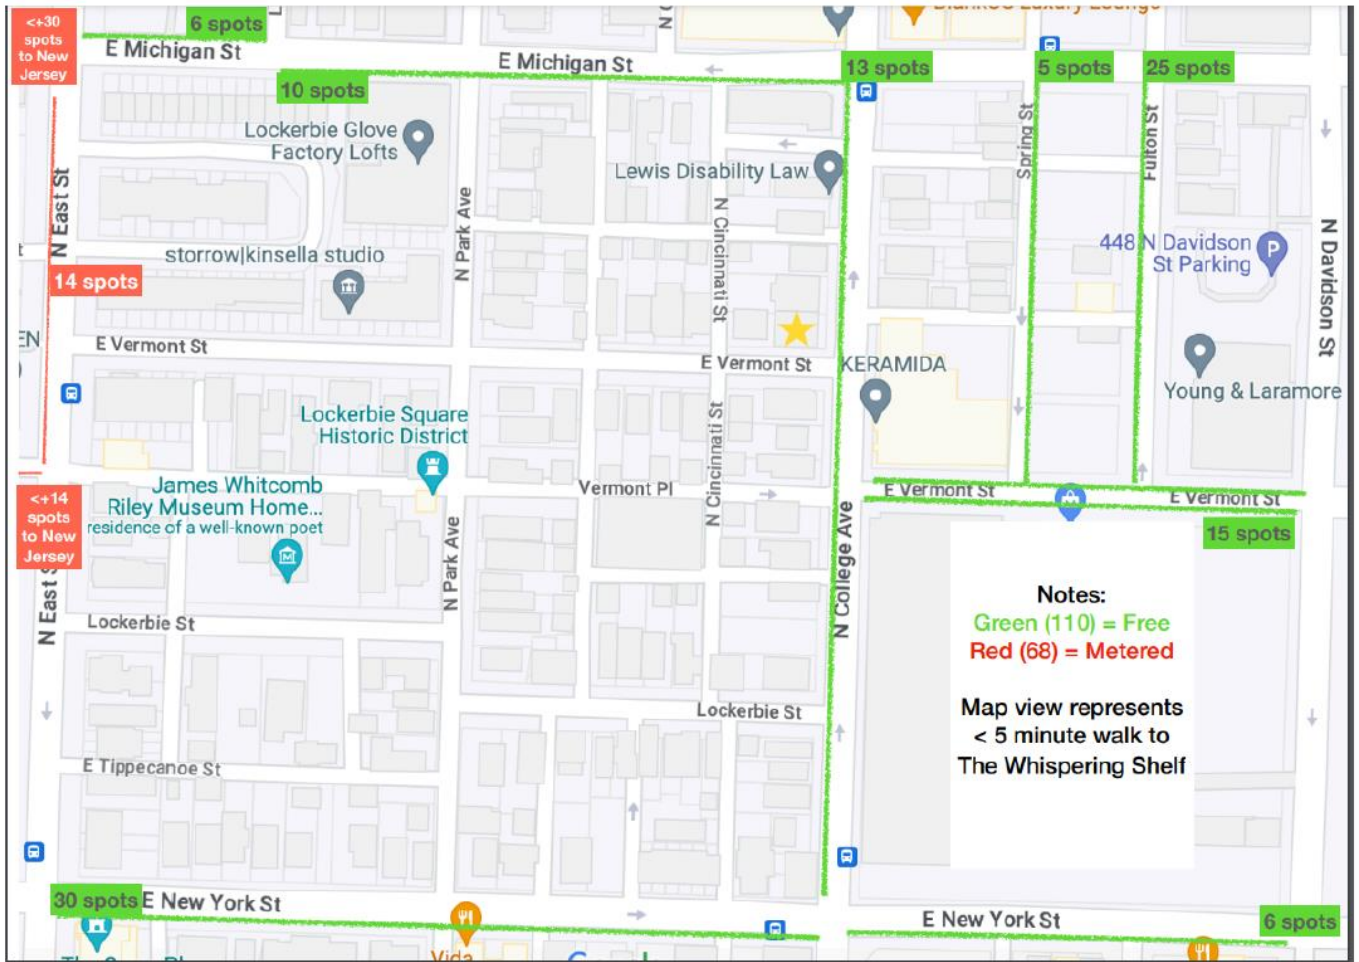 <+30
spots
to New
Jersey
6 spots
E Michigan St
E Michigan St
13 spots
5 spots
25 spots
10 spots
Lockerbie Glove
Factory Lofts
Lewis Disability Law
Spring St
Fulton St
N East St
N Park Ave
N Cincinnati St
448 N Davidson
St Parking
P
N Davidson St
storrow|kinsella studio
14 spots
E Vermont St
E Vermont St
KERAMIDA
Young & Laramore
Lockerbie Square
Historic District
N Cincinnati St
James Whitcomb
Riley Museum Home...
residence of a well-known poet
Vermont Pl
E Vermont St
E Vermont St
15 spots
<+14
spots
to New
Jersey
N East S
N Park Ave
N College Ave
Lockerbie St
Notes:
Green (110) = Free
Red (68) = Metered
Map view represents
< 5 minute walk to
The Whispering Shelf
Lockerbie St
E Tippecanoe St
30 spots
E New York St
E New York St
6 spots
Vida